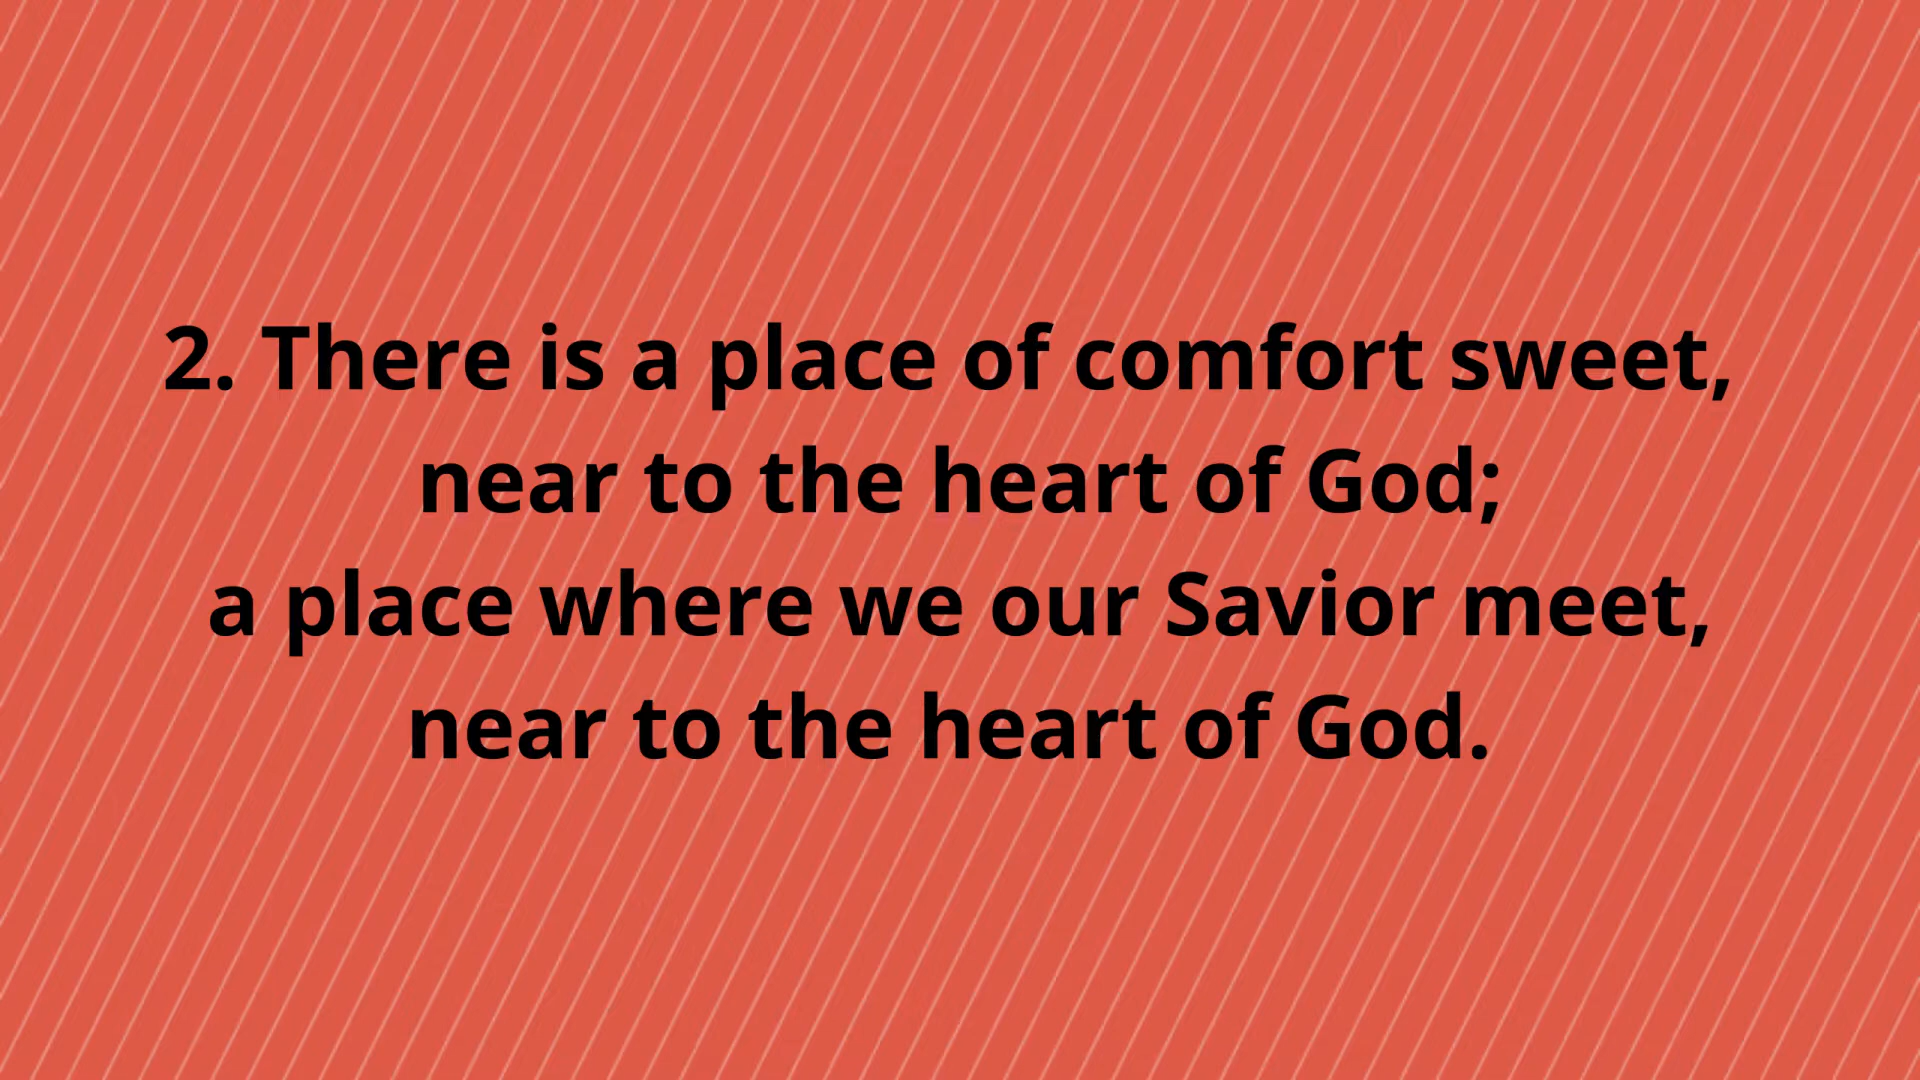 2. There is a place of comfort sweet,
near to the heart of God;
a place where we our Savior meet,
near to the heart of God.